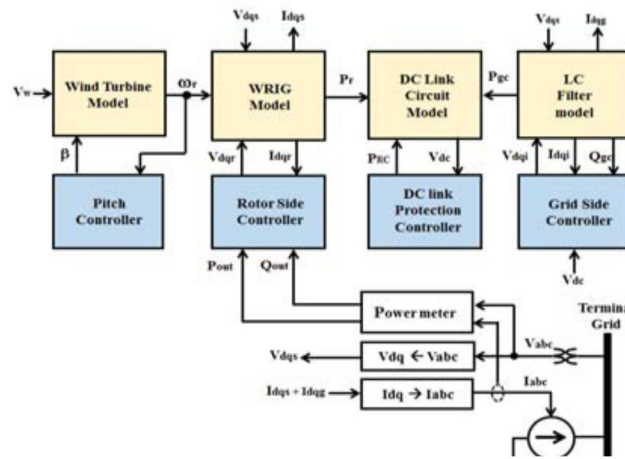 Vdqs Idqs Vdqs Idqg
Vw Wind Turbine Model ωr WRIG Model Pr DC Link Circuit Model Pgc LC Filter model
β Vdqr Idqr PRC Vdc Vdqi Idqi Qgc
Pitch Controller Rotor Side Controller DC link Protection Controller Grid Side Controller
Pout Qout Vdc
Power meter Termina
Grid
Vabc
Vdqs Vdq ← Vabc
Idqs + Idqg Idq → Iabc Iabc